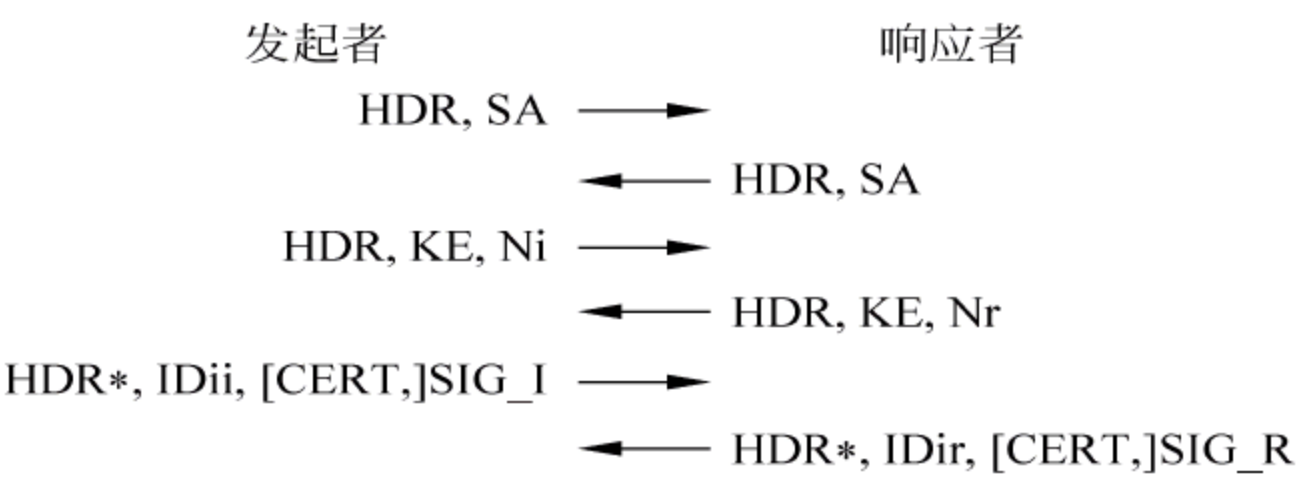 发起者 响应者
HDR, SA
HDR, SA
HDR, KE, Ni
HDR, KE, Nr
HDR*, IDii, [CERT,]SIG_I
HDR*, IDir, [CERT,]SIG_R